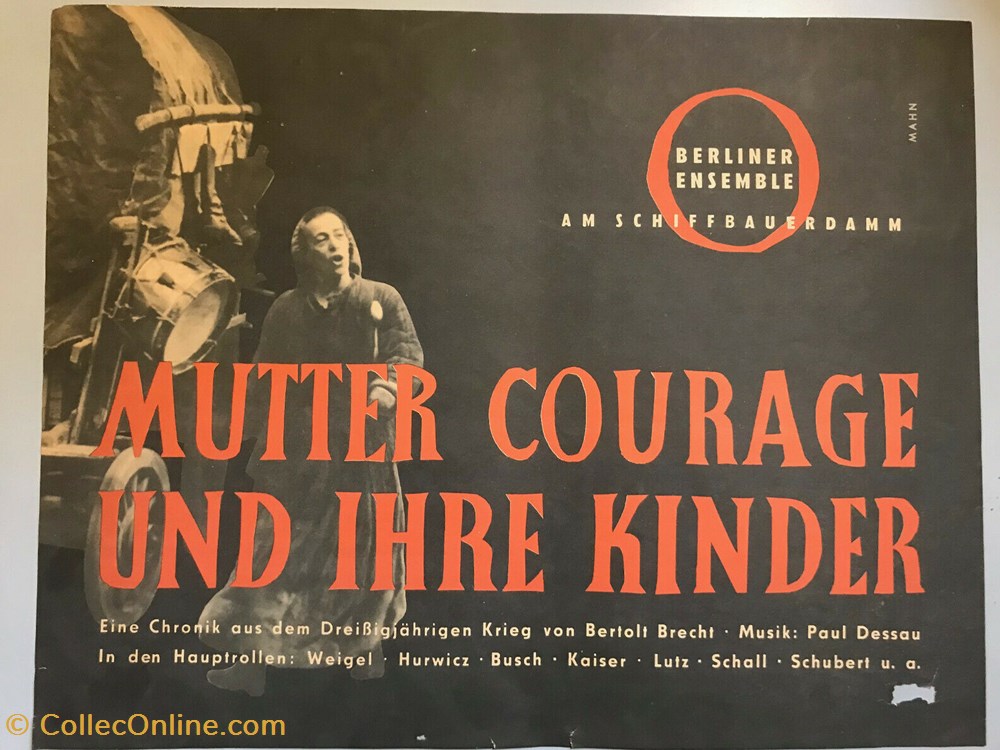 MAHN
BERLINER
ENSEMBLE
AM SCHIFFBAUERDAMM
MUTTER COURAGE
UND IHRE KINDER
Eine Chronik aus dem Dreißigjährigen Krieg von Bertolt Brecht · Musik: Paul Dessau
In den Hauptrollen: Weigel · Hurwicz · Busch · Kaiser · Lutz · Schall · Schubert u. a.
© CollecOnline.com